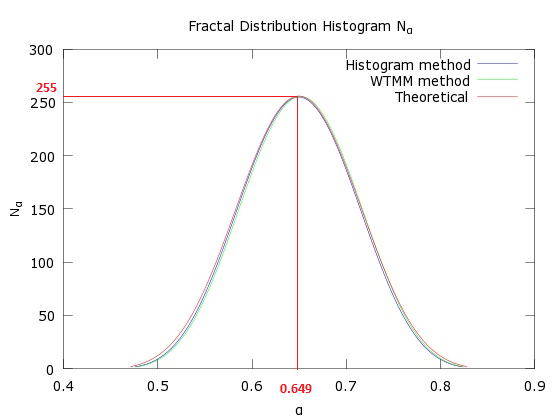 Fractal Distribution Histogram Nα
300
Histogram method
WTMM method
255
Theoretical
250
200
Nα
150
100
50
0
0.4 0.5 0.6 0.7 0.8 0.9
0.649
α